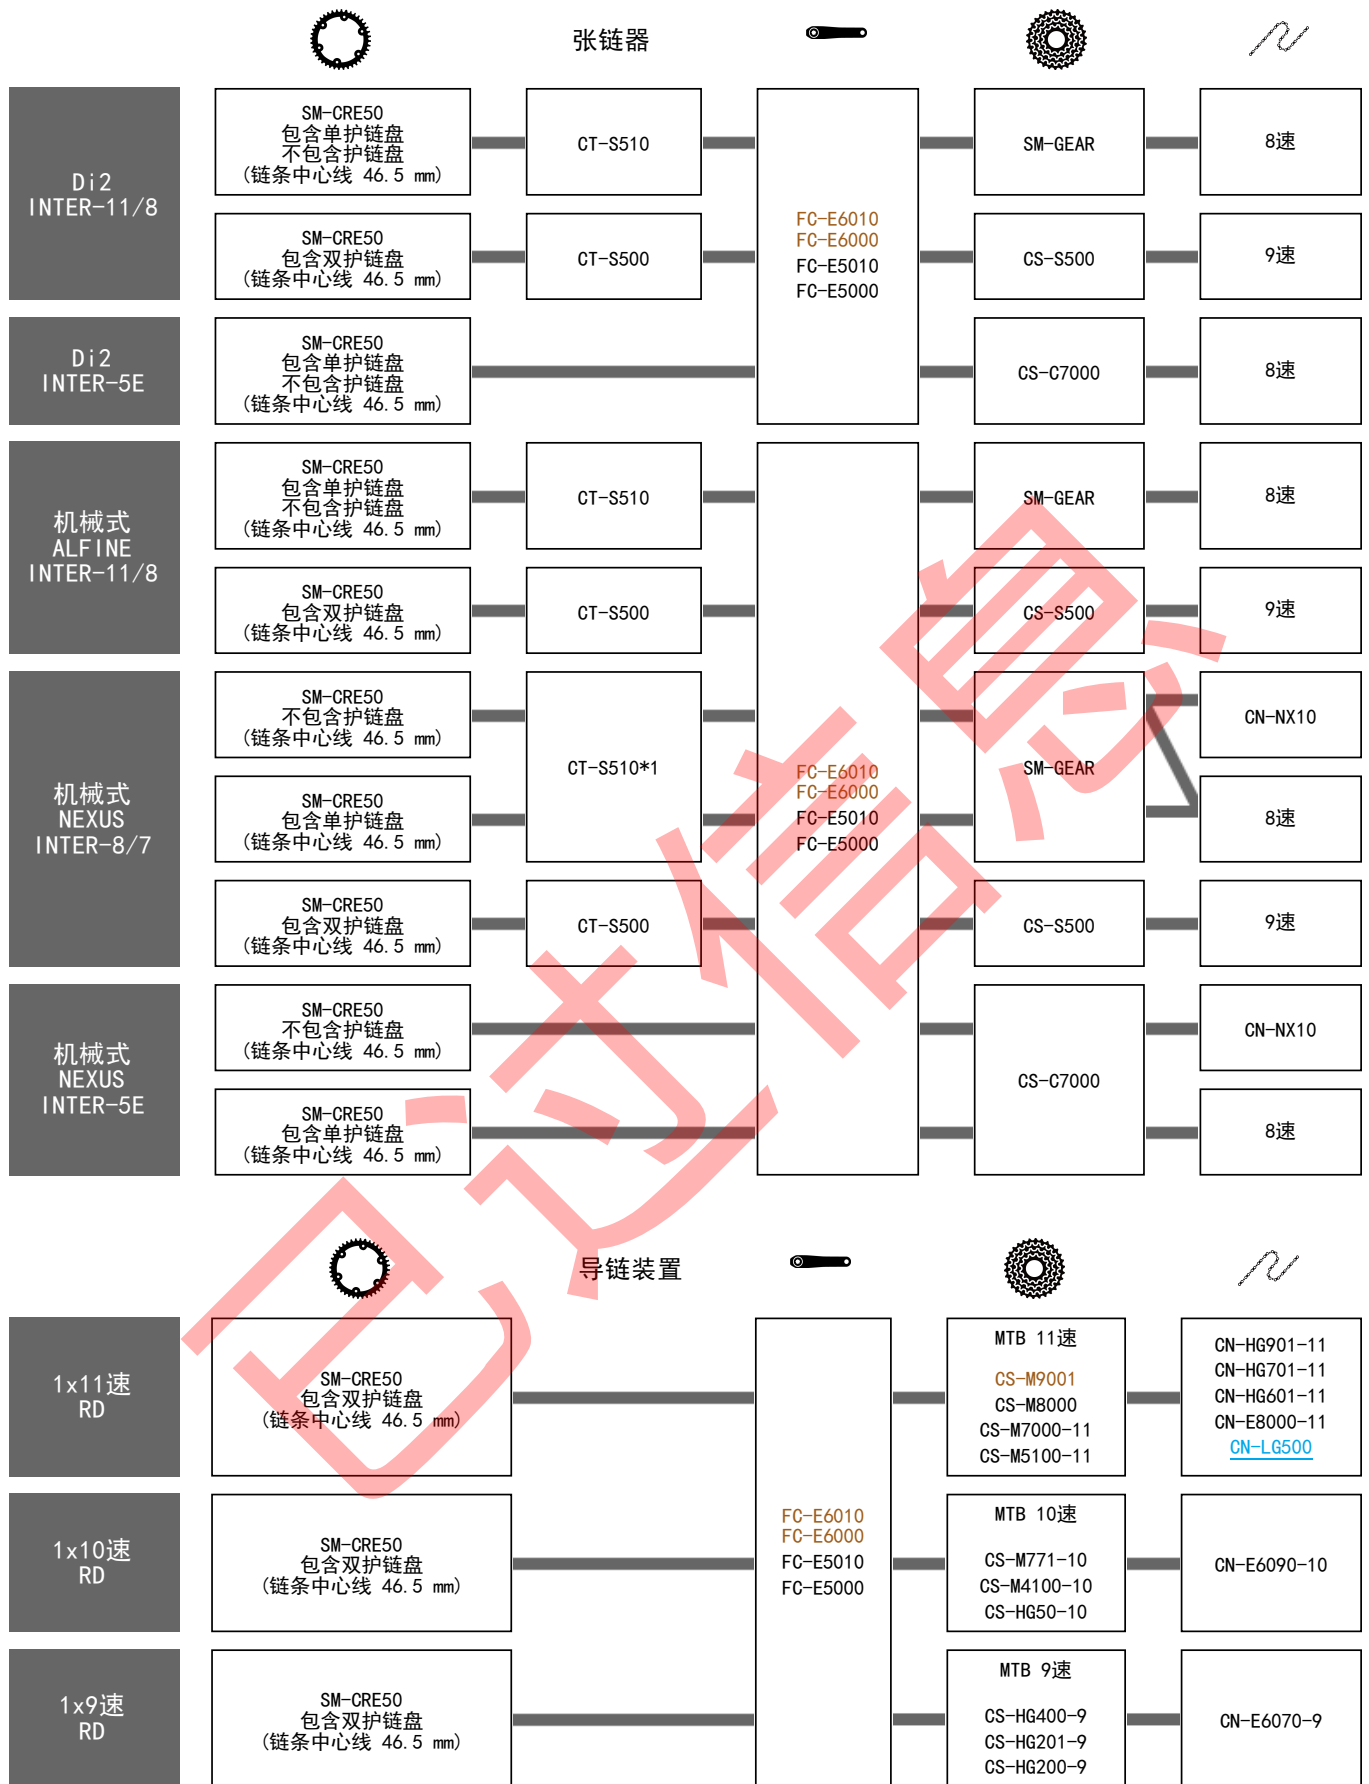 张链器
Di2
INTER-11/8
SM-CRE50
包含单护链盘
不包含护链盘
(链条中心线 46.5 mm)
CT-S510
SM-GEAR
8速
SM-CRE50
包含双护链盘
(链条中心线 46.5 mm)
CT-S500
FC-E6010
FC-E6000
FC-E5010
FC-E5000
CS-S500
9速
Di2
INTER-5E
SM-CRE50
包含单护链盘
不包含护链盘
(链条中心线 46.5 mm)
CS-C7000
8速
机械式
ALFINE
INTER-11/8
SM-CRE50
包含单护链盘
不包含护链盘
(链条中心线 46.5 mm)
CT-S510
SM-GEAR
8速
SM-CRE50
包含双护链盘
(链条中心线 46.5 mm)
CT-S500
CS-S500
9速
机械式
NEXUS
INTER-8/7
SM-CRE50
不包含护链盘
(链条中心线 46.5 mm)
CT-S510*1
FC-E6010
FC-E6000
FC-E5010
FC-E5000
SM-GEAR
CN-NX10
SM-CRE50
包含单护链盘
(链条中心线 46.5 mm)
8速
SM-CRE50
包含双护链盘
(链条中心线 46.5 mm)
CT-S500
CS-S500
9速
机械式
NEXUS
INTER-5E
SM-CRE50
不包含护链盘
(链条中心线 46.5 mm)
CS-C7000
CN-NX10
SM-CRE50
包含单护链盘
(链条中心线 46.5 mm)
8速
导链装置
1x11速
RD
SM-CRE50
包含双护链盘
(链条中心线 46.5 mm)
MTB 11速
CS-M9001
CS-M8000
CS-M7000-11
CS-M5100-11
CN-HG901-11
CN-HG701-11
CN-HG601-11
CN-E8000-11
CN-LG500
1x10速
RD
SM-CRE50
包含双护链盘
(链条中心线 46.5 mm)
FC-E6010
FC-E6000
FC-E5010
FC-E5000
MTB 10速
CS-M771-10
CS-M4100-10
CS-HG50-10
CN-E6090-10
1x9速
RD
SM-CRE50
包含双护链盘
(链条中心线 46.5 mm)
MTB 9速
CS-HG400-9
CS-HG201-9
CS-HG200-9
CN-E6070-9
已过信息